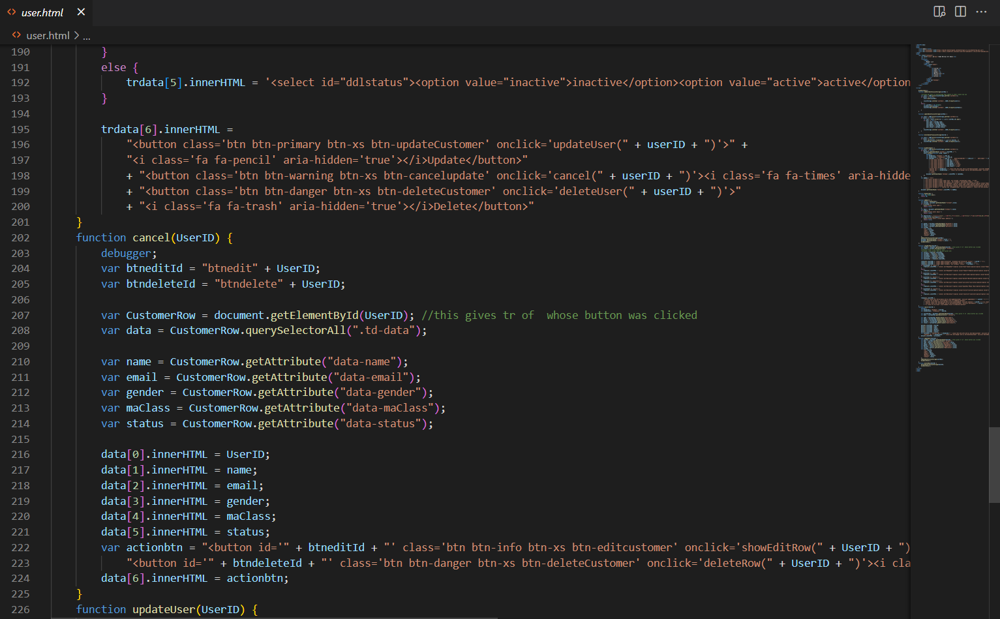 user.html
user.html > ...
190 }
191 else {
192 trdata[5].innerHTML = '<select id="ddlstatus"><option value="inactive">inactive</option><option value="active">active</option
193 }
194
195 trdata[6].innerHTML =
196 "<button class='btn btn-primary btn-xs btn-updateCustomer' onclick='updateUser(" + userID + ")'>" +
197 "<i class='fa fa-pencil' aria-hidden='true'></i>Update</button>"
198 + "<button class='btn btn-warning btn-xs btn-cancelupdate' onclick='cancel(" + userID + ")'><i class='fa fa-times' aria-hidde
199 + "<button class='btn btn-danger btn-xs btn-deleteCustomer' onclick='deleteUser(" + userID + ")'>"
200 + "<i class='fa fa-trash' aria-hidden='true'></i>Delete</button>"
201 }
202 function cancel(UserID) {
203 debugger;
204 var btneditId = "btnedit" + UserID;
205 var btndeleteId = "btndelete" + UserID;
206
207 var CustomerRow = document.getElementById(UserID); //this gives tr of  whose button was clicked
208 var data = CustomerRow.querySelectorAll(".td-data");
209
210 var name = CustomerRow.getAttribute("data-name");
211 var email = CustomerRow.getAttribute("data-email");
212 var gender = CustomerRow.getAttribute("data-gender");
213 var maClass = CustomerRow.getAttribute("data-maClass");
214 var status = CustomerRow.getAttribute("data-status");
215
216 data[0].innerHTML = UserID;
217 data[1].innerHTML = name;
218 data[2].innerHTML = email;
219 data[3].innerHTML = gender;
220 data[4].innerHTML = maClass;
221 data[5].innerHTML = status;
222 var actionbtn = "<button id='" + btneditId + "' class='btn btn-info btn-xs btn-editcustomer' onclick='showEditRow(" + UserID + ")
223 "<button id='" + btndeleteId + "' class='btn btn-danger btn-xs btn-deleteCustomer' onclick='deleteRow(" + UserID + ")'><i cla
224 data[6].innerHTML = actionbtn;
225 }
226 function updateUser(UserID) {